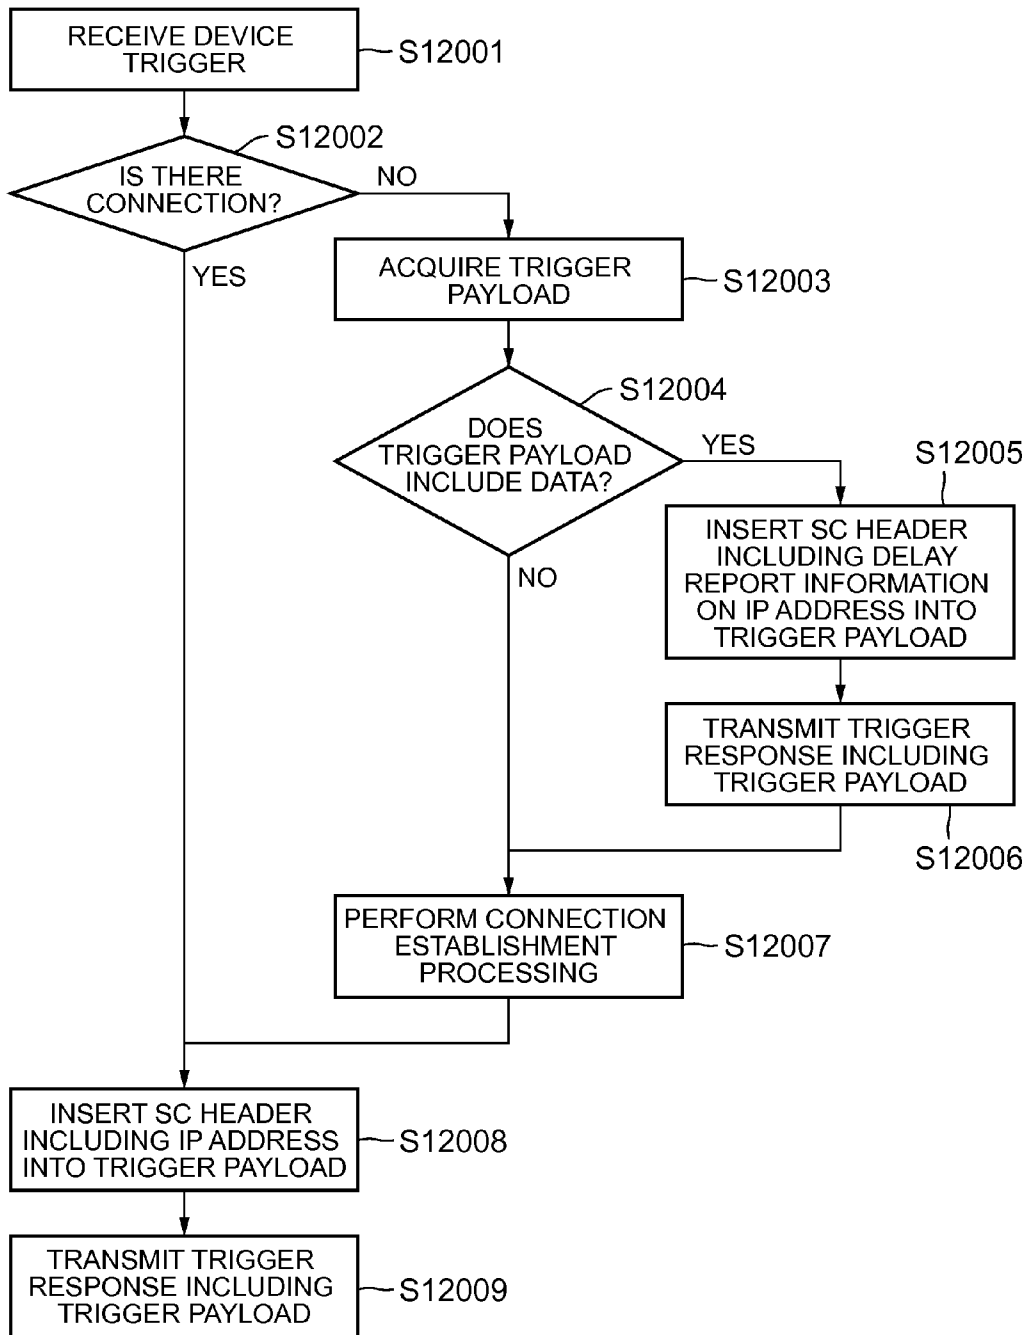 RECEIVE DEVICE
TRIGGER
S12001
S12002
IS THERE
CONNECTION?
NO
YES
ACQUIRE TRIGGER
PAYLOAD
S12003
S12004
DOES
TRIGGER PAYLOAD
INCLUDE DATA?
YES
NO
S12005
INSERT SC HEADER
INCLUDING DELAY
REPORT INFORMATION
ON IP ADDRESS INTO
TRIGGER PAYLOAD
TRANSMIT TRIGGER
RESPONSE INCLUDING
TRIGGER PAYLOAD
S12006
PERFORM CONNECTION
ESTABLISHMENT
PROCESSING
S12007
INSERT SC HEADER
INCLUDING IP ADDRESS
INTO TRIGGER PAYLOAD
S12008
TRANSMIT TRIGGER
RESPONSE INCLUDING
TRIGGER PAYLOAD
S12009